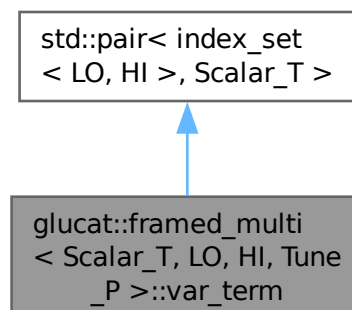 std::pair< index_set
< LO, HI >, Scalar_T >
glucat::framed_multi
< Scalar_T, LO, HI, Tune
_P >::var_term